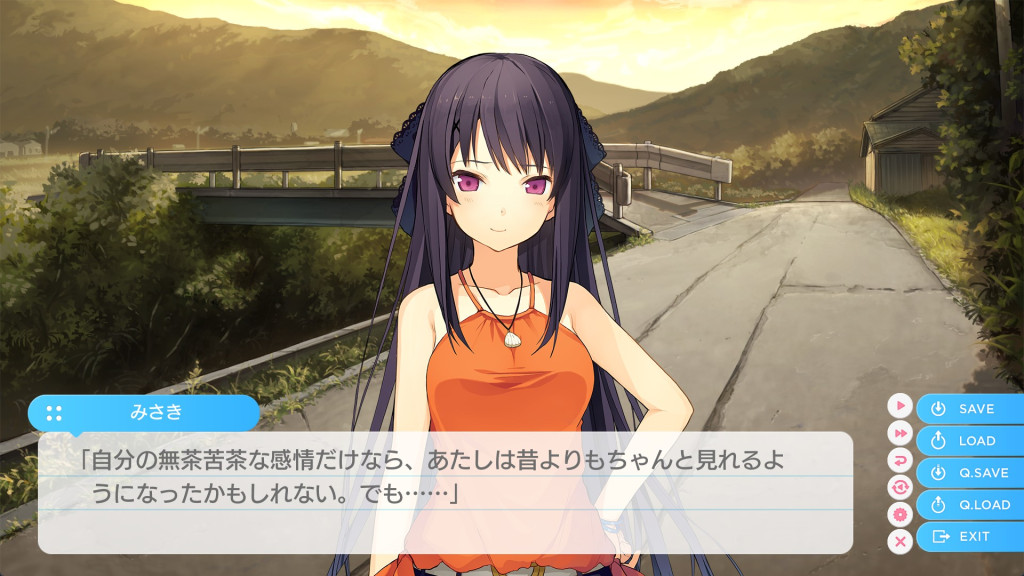 みさき
「自分の無茶苦茶な感情だけなら、あたしは昔よりもちゃんと見れるよ
うになったかもしれない。でも……」
SAVE
LOAD
Q.SAVE
Q.LOAD
EXIT